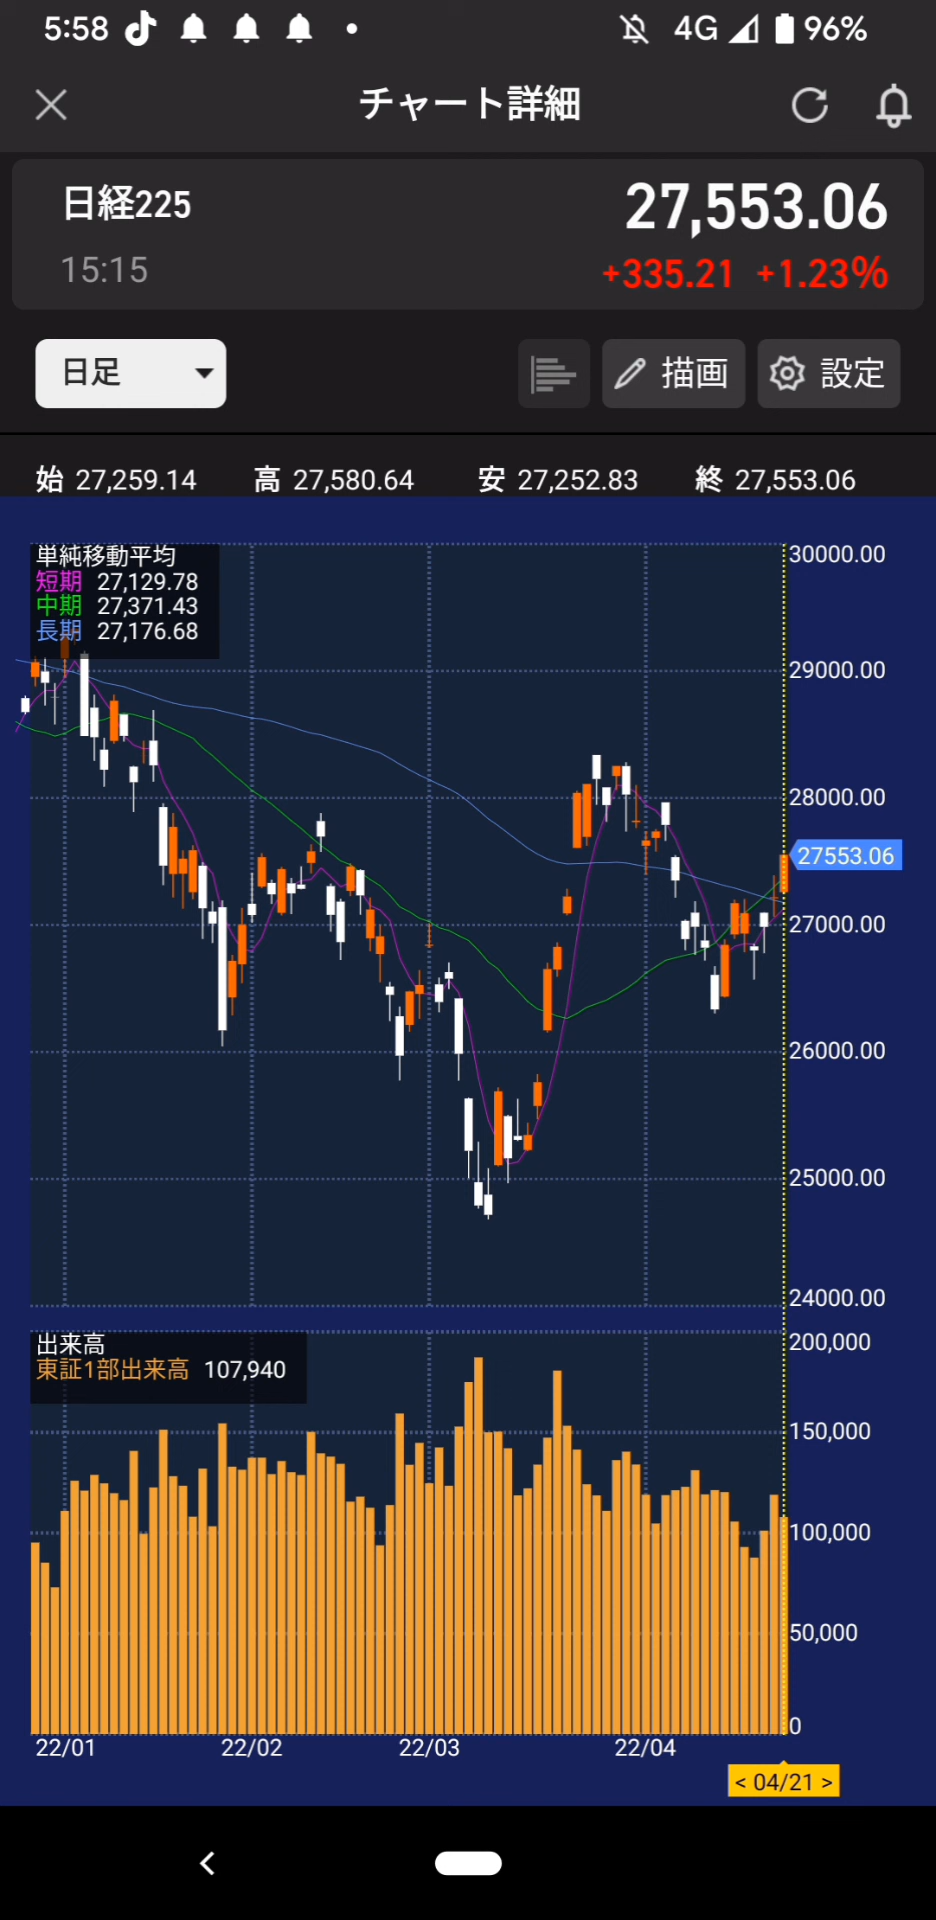 5:58 4G 96%
チャート詳細
日経225 27,553.06
15:15 +335.21 +1.23%
日足 描画 設定
始 27,259.14 高 27,580.64 安 27,252.83 終 27,553.06
単純移動平均
短期 27,129.78
中期 27,371.43
長期 27,176.68
30000.00
29000.00
28000.00
27553.06
27000.00
26000.00
25000.00
24000.00
出来高
東証1部出来高 107,940
200,000
150,000
100,000
50,000
0
22/01 22/02 22/03 22/04
< 04/21 >